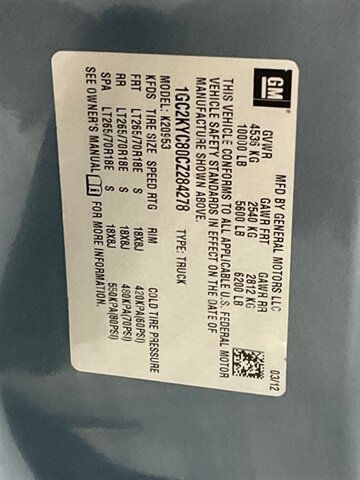 GM
MFD BY GENERAL MOTORS LLC 03/12
GVWR GAWR FRT GAWR RR
4536 KG 2540 KG 2812 KG
10000 LB 5600 LB 6200 LB
THIS VEHICLE CONFORMS TO ALL APPLICABLE U.S. FEDERAL MOTOR
VEHICLE SAFETY STANDARDS IN EFFECT ON THE DATE OF
MANUFACTURE SHOWN ABOVE.
1GC2KYC80CZ284278 TYPE: TRUCK
MODEL: K20953
KFDS TIRE SIZE SPEED RTG RIM COLD TIRE PRESSURE
FRT LT265/70R18E S 18X8J 420KPA(60PSI)
RR LT265/70R18E S 18X8J 480KPA(70PSI)
SPA LT265/70R18E S 18X8J 550KPA(80PSI)
SEE OWNER'S MANUAL FOR MORE INFORMATION.